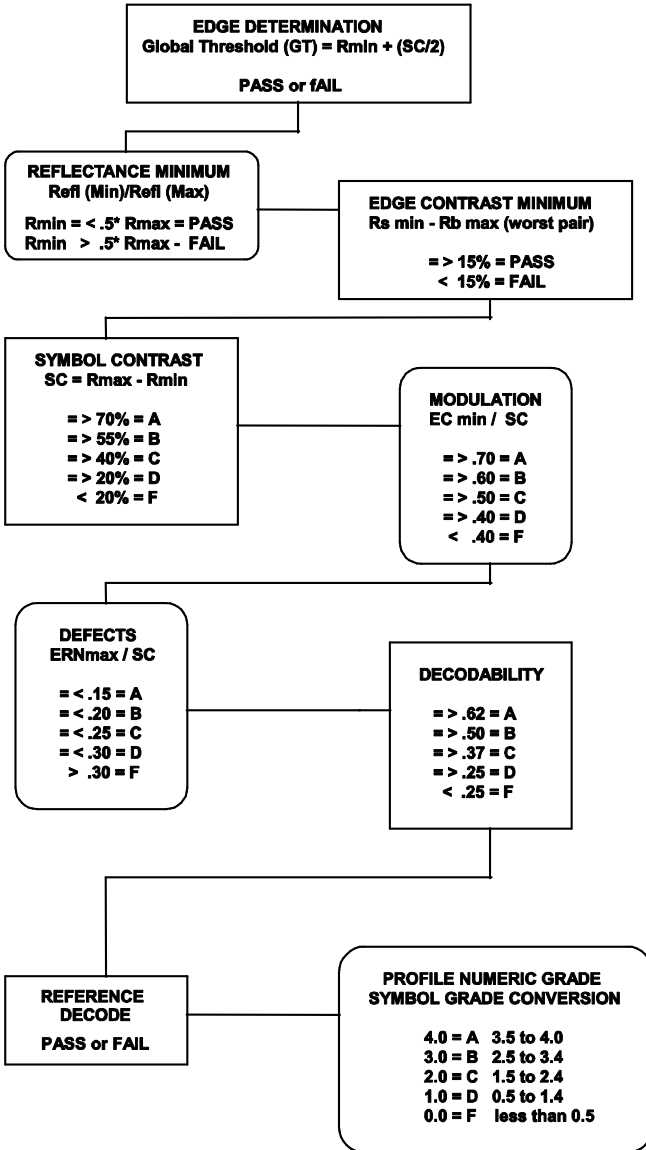 EDGE DETERMINATION
Global Threshold (GT) = Rmin + (SC/2)
PASS or fAIL
REFLECTANCE MINIMUM
Refl (Min)/Refl (Max)
Rmin = < .5* Rmax = PASS
Rmin > .5* Rmax - FAIL
EDGE CONTRAST MINIMUM
Rs min - Rb max (worst pair)
= > 15% = PASS
< 15% = FAIL
SYMBOL CONTRAST
SC = Rmax - Rmin
= > 70% = A
= > 55% = B
= > 40% = C
= > 20% = D
< 20% = F
MODULATION
EC min / SC
= > .70 = A
= > .60 = B
= > .50 = C
= > .40 = D
< .40 = F
DEFECTS
ERNmax / SC
= < .15 = A
= < .20 = B
= < .25 = C
= < .30 = D
> .30 = F
DECODABILITY
= > .62 = A
= > .50 = B
= > .37 = C
= > .25 = D
< .25 = F
REFERENCE
DECODE
PASS or FAIL
PROFILE NUMERIC GRADE
SYMBOL GRADE CONVERSION
4.0 = A 3.5 to 4.0
3.0 = B 2.5 to 3.4
2.0 = C 1.5 to 2.4
1.0 = D 0.5 to 1.4
0.0 = F less than 0.5